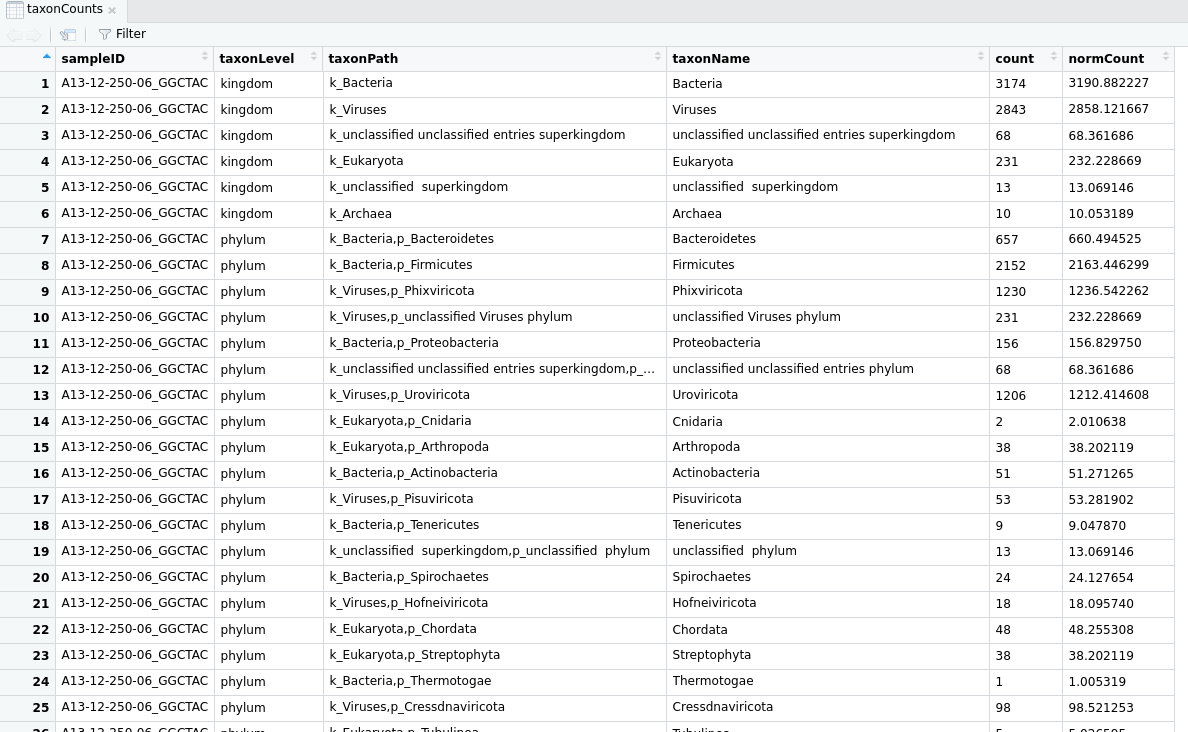 taxonCounts
Filter
sampleID taxonLevel taxonPath taxonName count normCount
1 A13-12-250-06_GGCTAC kingdom k_Bacteria Bacteria 3174 3190.882227
2 A13-12-250-06_GGCTAC kingdom k_Viruses Viruses 2843 2858.121667
3 A13-12-250-06_GGCTAC kingdom k_unclassified unclassified entries superkingdom unclassified unclassified entries superkingdom 68 68.361686
4 A13-12-250-06_GGCTAC kingdom k_Eukaryota Eukaryota 231 232.228669
5 A13-12-250-06_GGCTAC kingdom k_unclassified  superkingdom unclassified  superkingdom 13 13.069146
6 A13-12-250-06_GGCTAC kingdom k_Archaea Archaea 10 10.053189
7 A13-12-250-06_GGCTAC phylum k_Bacteria,p_Bacteroidetes Bacteroidetes 657 660.494525
8 A13-12-250-06_GGCTAC phylum k_Bacteria,p_Firmicutes Firmicutes 2152 2163.446299
9 A13-12-250-06_GGCTAC phylum k_Viruses,p_Phixviricota Phixviricota 1230 1236.542262
10 A13-12-250-06_GGCTAC phylum k_Viruses,p_unclassified Viruses phylum unclassified Viruses phylum 231 232.228669
11 A13-12-250-06_GGCTAC phylum k_Bacteria,p_Proteobacteria Proteobacteria 156 156.829750
12 A13-12-250-06_GGCTAC phylum k_unclassified unclassified entries superkingdom,p_... unclassified unclassified entries phylum 68 68.361686
13 A13-12-250-06_GGCTAC phylum k_Viruses,p_Uroviricota Uroviricota 1206 1212.414608
14 A13-12-250-06_GGCTAC phylum k_Eukaryota,p_Cnidaria Cnidaria 2 2.010638
15 A13-12-250-06_GGCTAC phylum k_Eukaryota,p_Arthropoda Arthropoda 38 38.202119
16 A13-12-250-06_GGCTAC phylum k_Bacteria,p_Actinobacteria Actinobacteria 51 51.271265
17 A13-12-250-06_GGCTAC phylum k_Viruses,p_Pisuviricota Pisuviricota 53 53.281902
18 A13-12-250-06_GGCTAC phylum k_Bacteria,p_Tenericutes Tenericutes 9 9.047870
19 A13-12-250-06_GGCTAC phylum k_unclassified  superkingdom,p_unclassified  phylum unclassified  phylum 13 13.069146
20 A13-12-250-06_GGCTAC phylum k_Bacteria,p_Spirochaetes Spirochaetes 24 24.127654
21 A13-12-250-06_GGCTAC phylum k_Viruses,p_Hofneiviricota Hofneiviricota 18 18.095740
22 A13-12-250-06_GGCTAC phylum k_Eukaryota,p_Chordata Chordata 48 48.255308
23 A13-12-250-06_GGCTAC phylum k_Eukaryota,p_Streptophyta Streptophyta 38 38.202119
24 A13-12-250-06_GGCTAC phylum k_Bacteria,p_Thermotogae Thermotogae 1 1.005319
25 A13-12-250-06_GGCTAC phylum k_Viruses,p_Cressdnaviricota Cressdnaviricota 98 98.521253